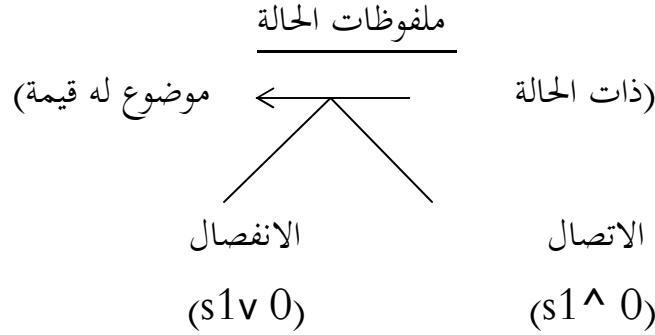 ملفوظات الحالة
(ذات الحالة موضوع له قيمة)
الاتصال الانفصال
(s1^ 0) (s1v 0)